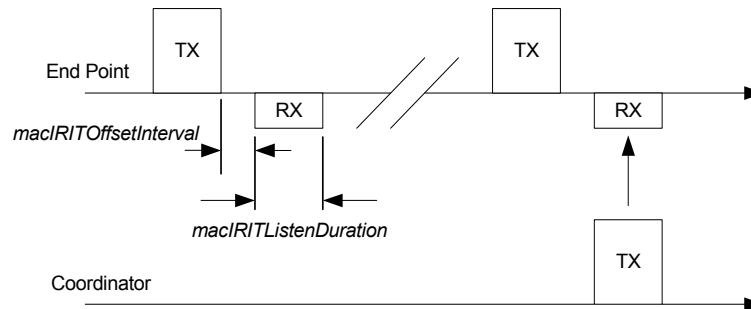 TX
TX
End Point
RX
RX
macIRITOffsetInterval
macIRITListenDuration
TX
Coordinator